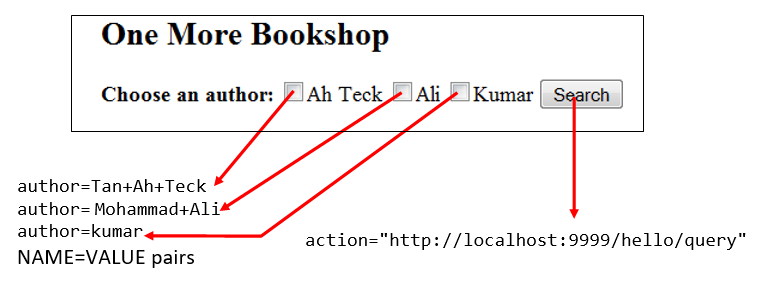 One More Bookshop
Choose an author: Ah Teck Ali Kumar Search
author=Tan+Ah+Teck
author=Mohammad+Ali
author=kumar
action="http://localhost:9999/hello/query"
NAME=VALUE pairs